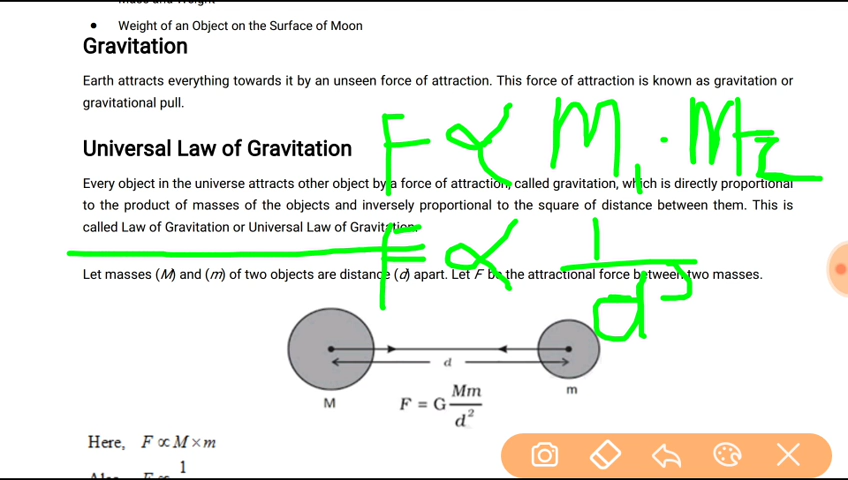 Weight of an Object on the Surface of Moon
Gravitation
Earth attracts everything towards it by an unseen force of attraction. This force of attraction is known as gravitation or
gravitational pull.
F ∝ M1 . M2
Universal Law of Gravitation
Every object in the universe attracts other object by a force of attraction, called gravitation, which is directly proportional
to the product of masses of the objects and inversely proportional to the square of distance between them. This is
called Law of Gravitation or Universal Law of Gravitation.
F ∝ 1/d²
Let masses (M) and (m) of two objects are distance (d) apart. Let F be the attractional force between two masses.
d
M
m
F = G Mm/d²
Here, F ∝ M × m